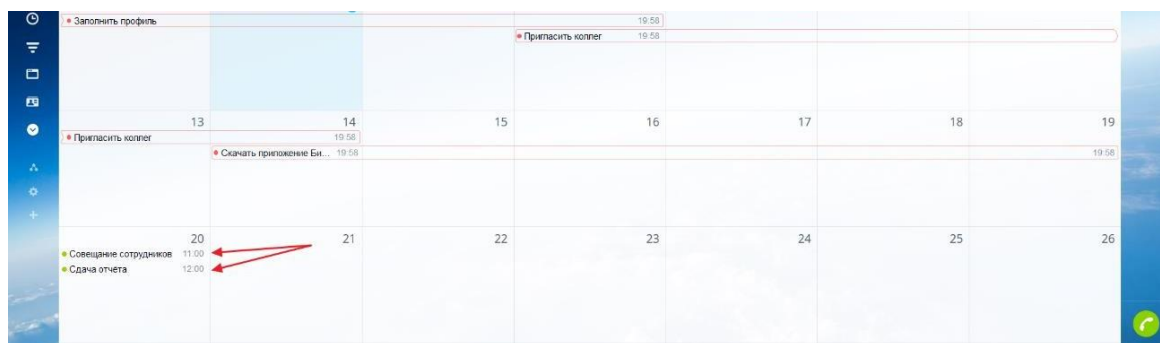 Заполнить профиль 19:58
Пригласить коллег 19:58
13 14 15 16 17 18 19
Пригласить коллег 19:58
Скачать приложение Би... 19:58 19:58
20 21 22 23 24 25 26
Совещание сотрудников 11:00
Сдача отчета 12:00